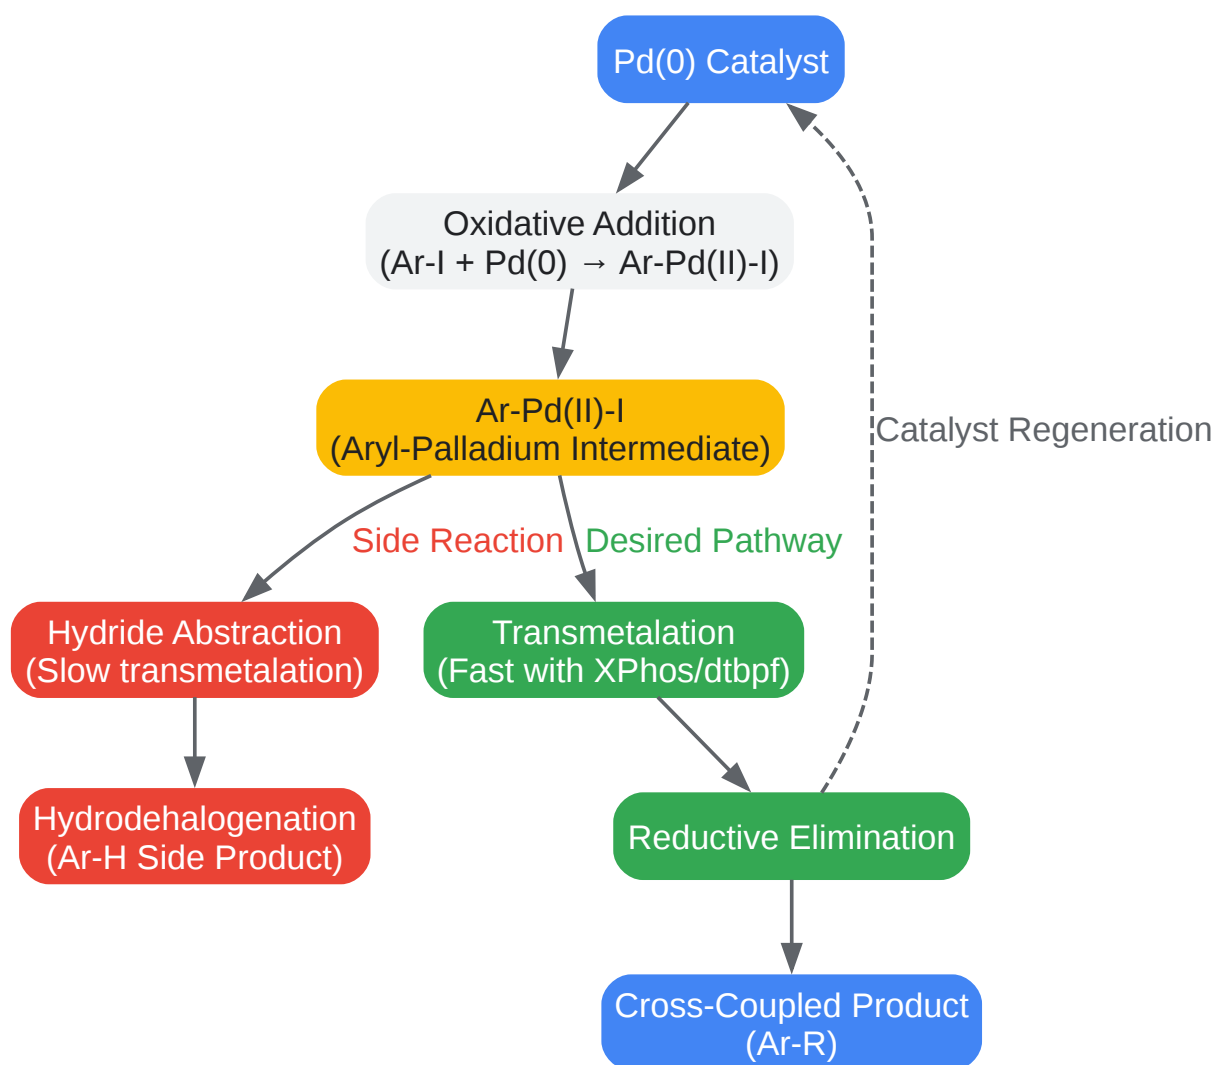 Pd(0) Catalyst
Oxidative Addition
(Ar-I + Pd(0) → Ar-Pd(II)-I)
Ar-Pd(II)-I
(Aryl-Palladium Intermediate)
Catalyst Regeneration
Side Reaction
Desired Pathway
Hydride Abstraction
(Slow transmetalation)
Transmetalation
(Fast with XPhos/dtbpf)
Hydrodehalogenation
(Ar-H Side Product)
Reductive Elimination
Cross-Coupled Product
(Ar-R)